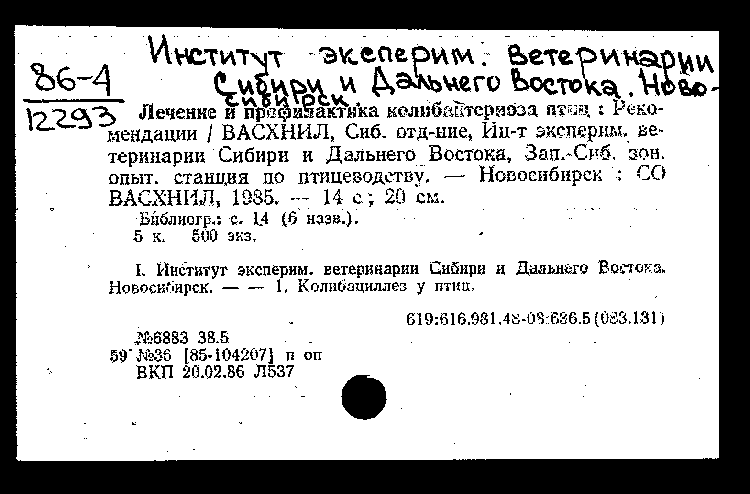 Институт эксперим. ветеринарии
86-4
12293
Сибири и Дальнего Востока. Ново-
сибирск
Лечение и профилактика колибактериоза птиц : Реко-
мендации / ВАСХНИЛ, Сиб. отд-ние, Ин-т эксперим. ве-
теринарии Сибири и Дальнего Востока, Зап.-Сиб. зон.
опыт. станция по птицеводству. — Новосибирск : СО
ВАСХНИЛ, 1985. — 14 с ; 20 см.
Библиогр.: с. 14 (6 назв.).
5 к. 500 экз.
I. Институт эксперим. ветеринарии Сибири и Дальнего Востока.
Новосибирск. — — 1. Колибациллез у птиц.
619:616.981.48-08:636.5(083.131)
№6883 38.5
59 №36 [85-104207] п оп
ВКП 20.02.86 Л537